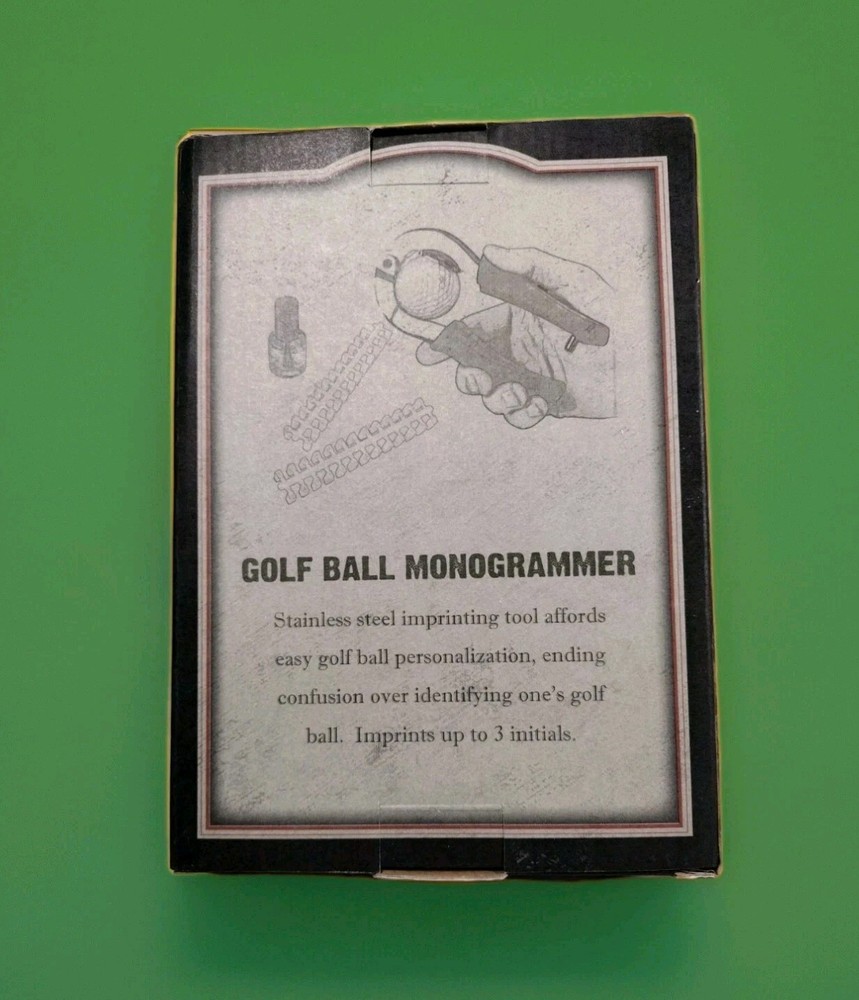 GOLF BALL MONOGRAMMER
Stainless steel imprinting tool affords
easy golf ball personalization, ending
confusion over identifying one's golf
ball. Imprints up to 3 initials.